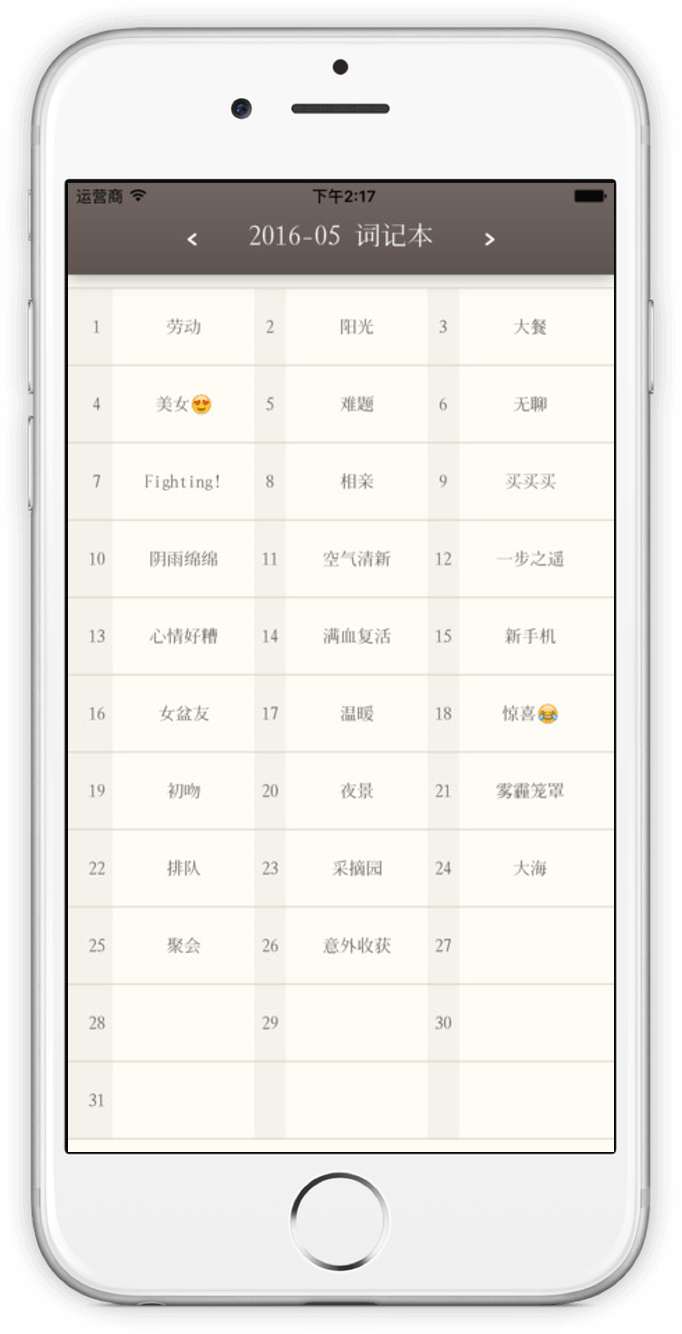 运营商 下午2:17
< 2016-05 词记本 >
1 劳动 2 阳光 3 大餐
4 美女😍 5 难题 6 无聊
7 Fighting! 8 相亲 9 买买买
10 阴雨绵绵 11 空气清新 12 一步之遥
13 心情好糟 14 满血复活 15 新手机
16 女盆友 17 温暖 18 惊喜😂
19 初吻 20 夜景 21 雾霾笼罩
22 排队 23 采摘园 24 大海
25 聚会 26 意外收获 27
28 29 30
31